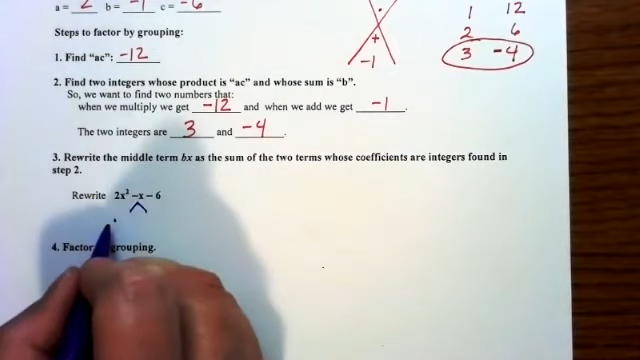 a = 2 b = -1 c = -6
Steps to factor by grouping:
1. Find “ac”: -12
2. Find two integers whose product is “ac” and whose sum is “b”.
So, we want to find two numbers that:
when we multiply we get -12 and when we add we get -1.
The two integers are 3 and -4.
3. Rewrite the middle term bx as the sum of the two terms whose coefficients are integers found in
step 2.
Rewrite 2x² – x – 6
4. Factor grouping.
+
-1
1 12
2 6
3 -4